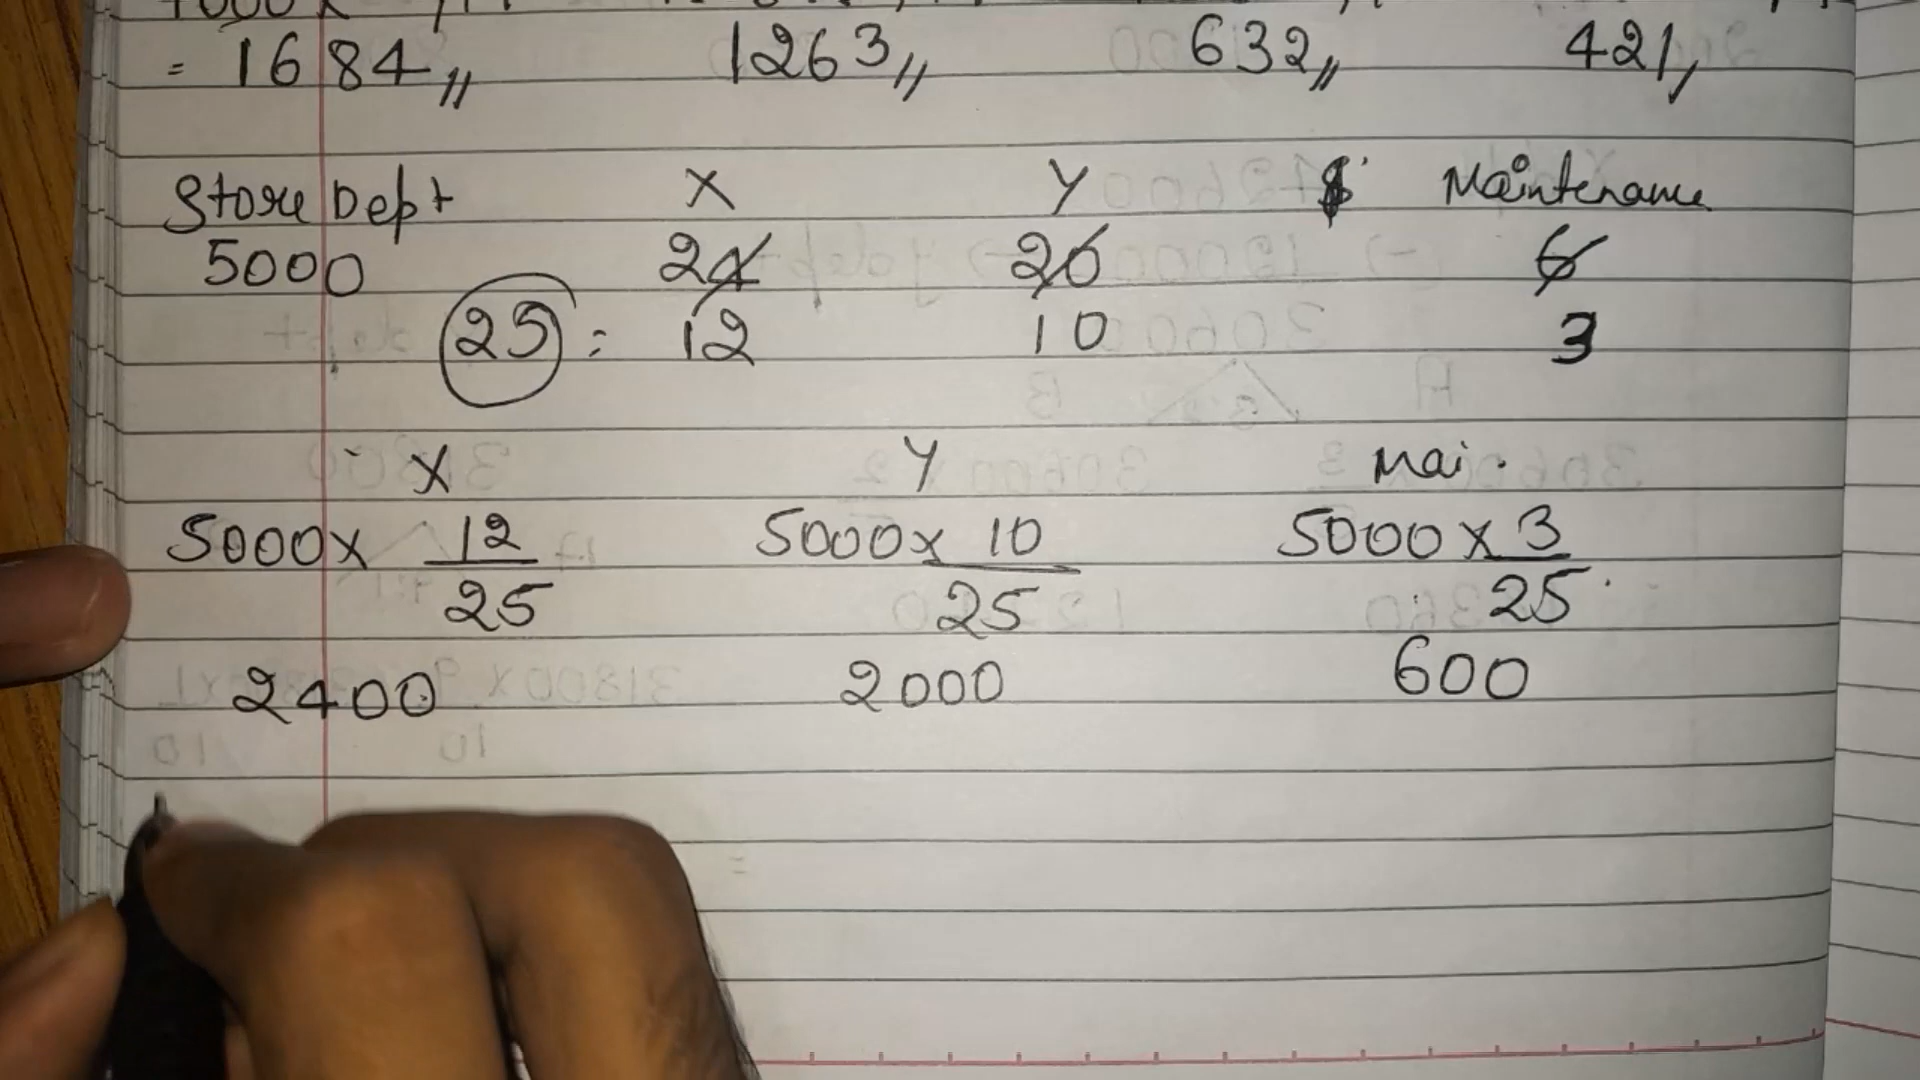 = 1684,, 1263,, 632,, 421,
Store Dept X Y Maintenance
5000 24 20 6
25 : 12 10 3
X Y Mai.
5000 x 12/25 5000 x 10/25 5000 x 3/25
2400 2000 600